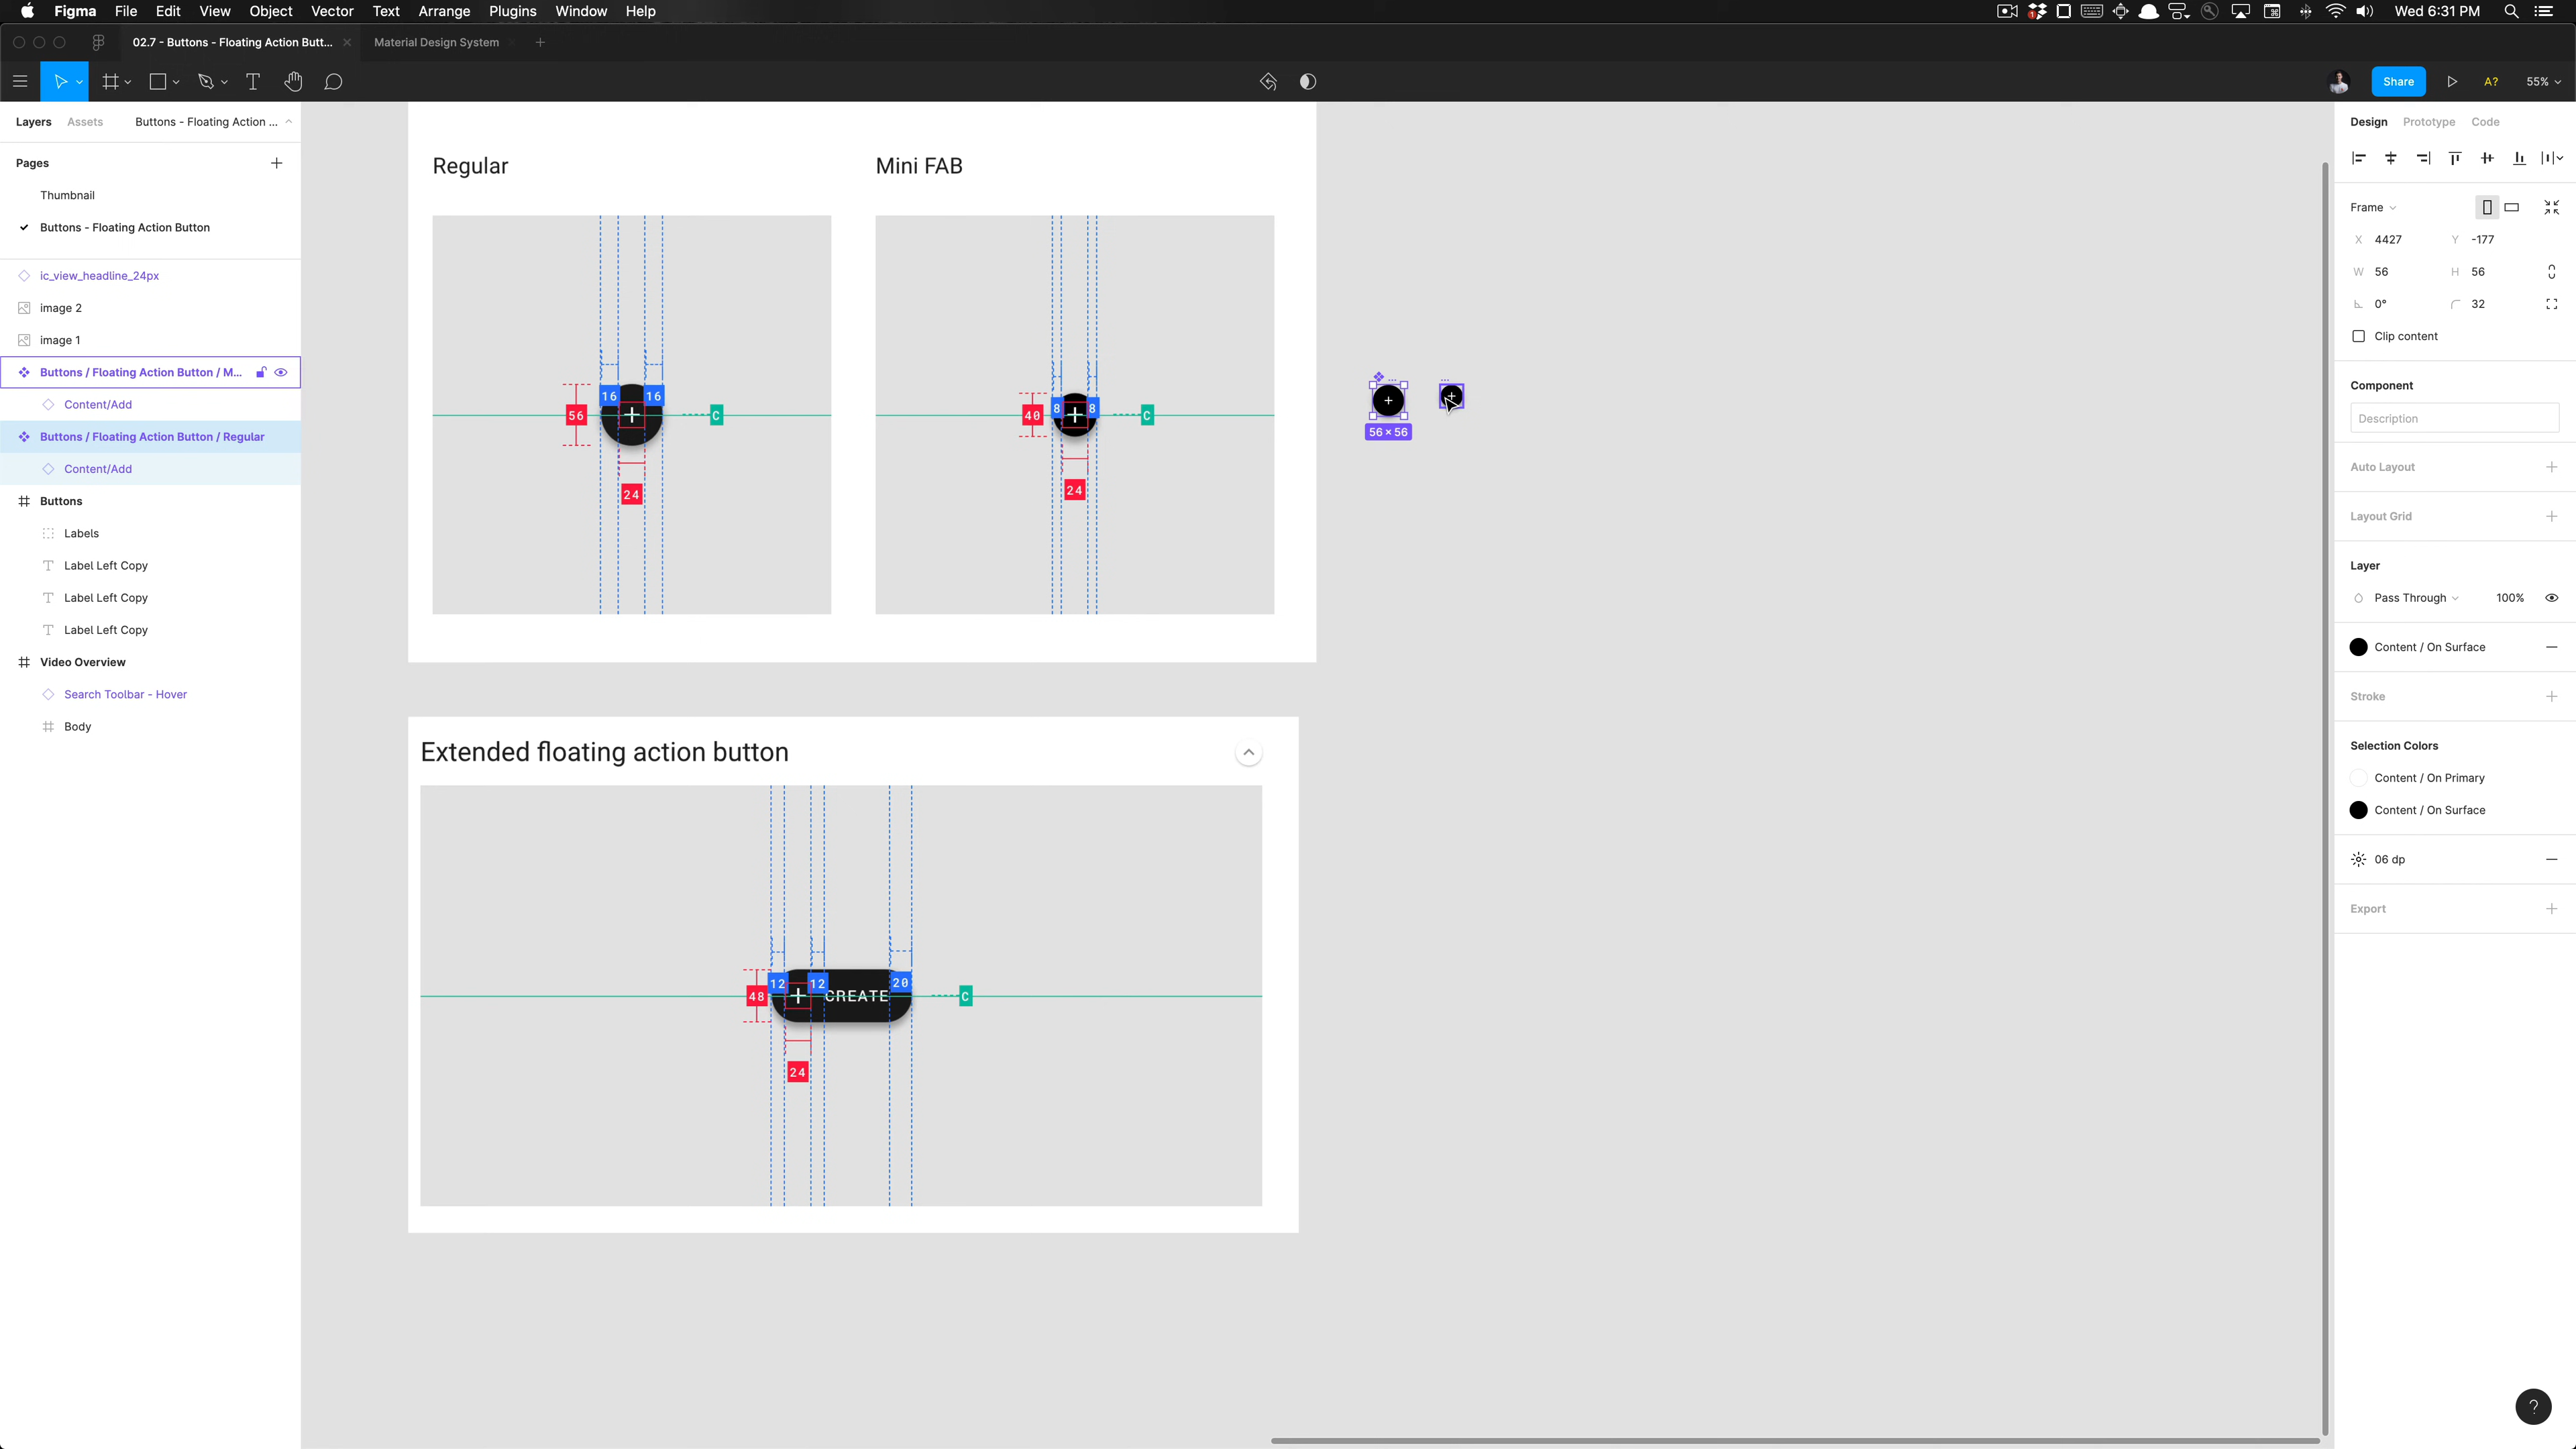 Figma File Edit View Object Vector Text Arrange Plugins Window Help
Wed 6:31 PM
02.7 - Buttons - Floating Action Butt...
Material Design System
Share
A?
55%
Layers Assets Buttons - Floating Action ...
Pages
Thumbnail
Buttons - Floating Action Button
ic_view_headline_24px
image 2
image 1
Buttons / Floating Action Button / M...
Content/Add
Buttons / Floating Action Button / Regular
Content/Add
Buttons
Labels
Label Left Copy
Label Left Copy
Label Left Copy
Video Overview
Search Toolbar - Hover
Body
Regular
Mini FAB
16 16
56
C
24
8 8
40
C
24
56 × 56
Extended floating action button
12 12 20
48
CREATE
C
24
Design Prototype Code
Frame
X 4427 Y -177
W 56 H 56
0° 32
Clip content
Component
Description
Auto Layout
Layout Grid
Layer
Pass Through 100%
Content / On Surface
Stroke
Selection Colors
Content / On Primary
Content / On Surface
06 dp
Export
?